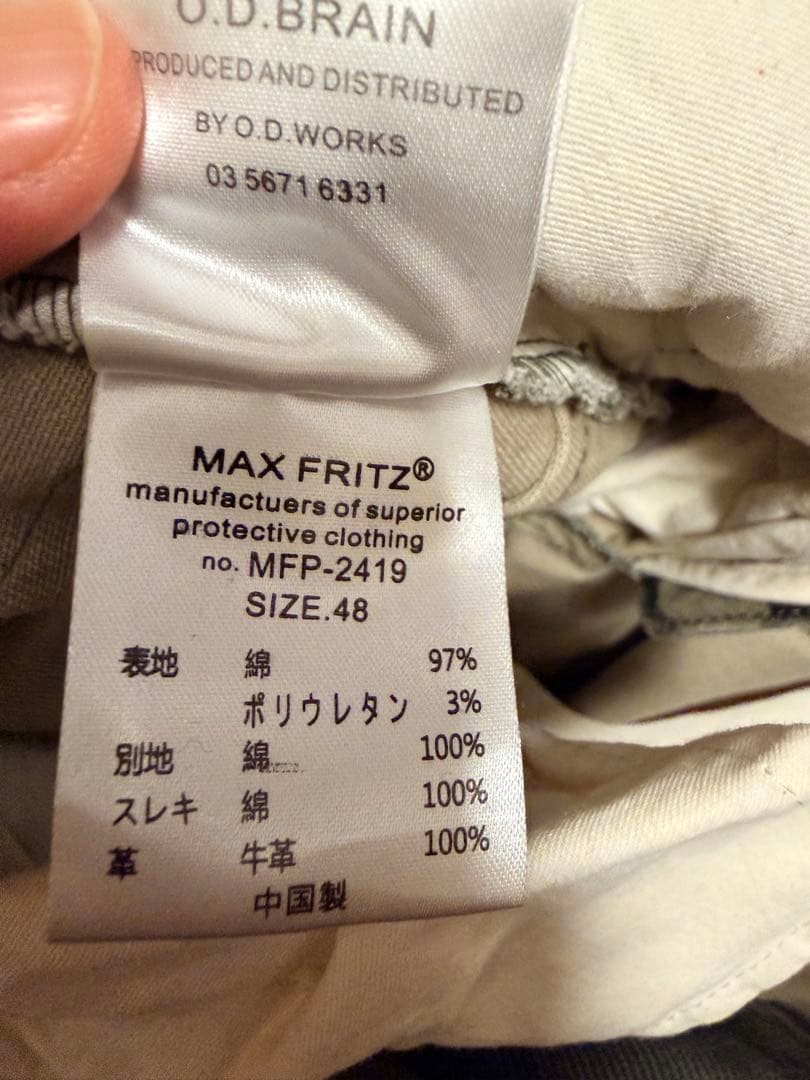 O.D.BRAIN
PRODUCED AND DISTRIBUTED
BY O.D.WORKS
03 5671 6331
MAX FRITZ®
manufactuers of superior
protective clothing
no. MFP-2419
SIZE.48
表地 綿 97%
ポリウレタン 3%
別地 綿 100%
スレキ 綿 100%
革 牛革 100%
中国製